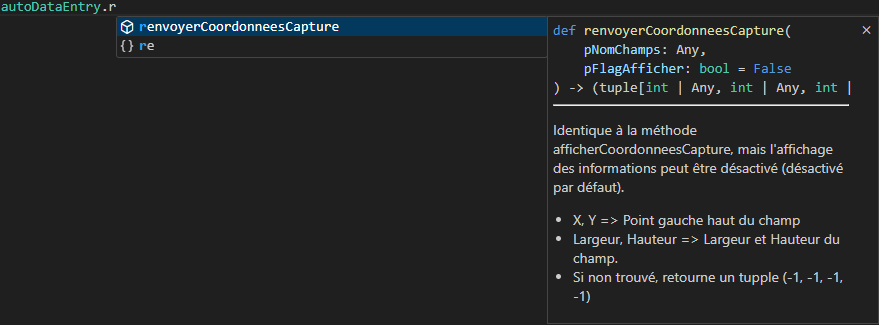 autoDataEntry.r
renvoyerCoordonneesCapture
{} re
def renvoyerCoordonneesCapture(
pNomChamps: Any,
pFlagAfficher: bool = False
) -> (tuple[int | Any, int | Any, int |
Identique à la méthode
afficherCoordonneesCapture, mais l'affichage
des informations peut être désactivé (désactivé
par défaut).
• X, Y => Point gauche haut du champ
• Largeur, Hauteur => Largeur et Hauteur du
champ.
• Si non trouvé, retourne un tupple (-1, -1, -1,
-1)